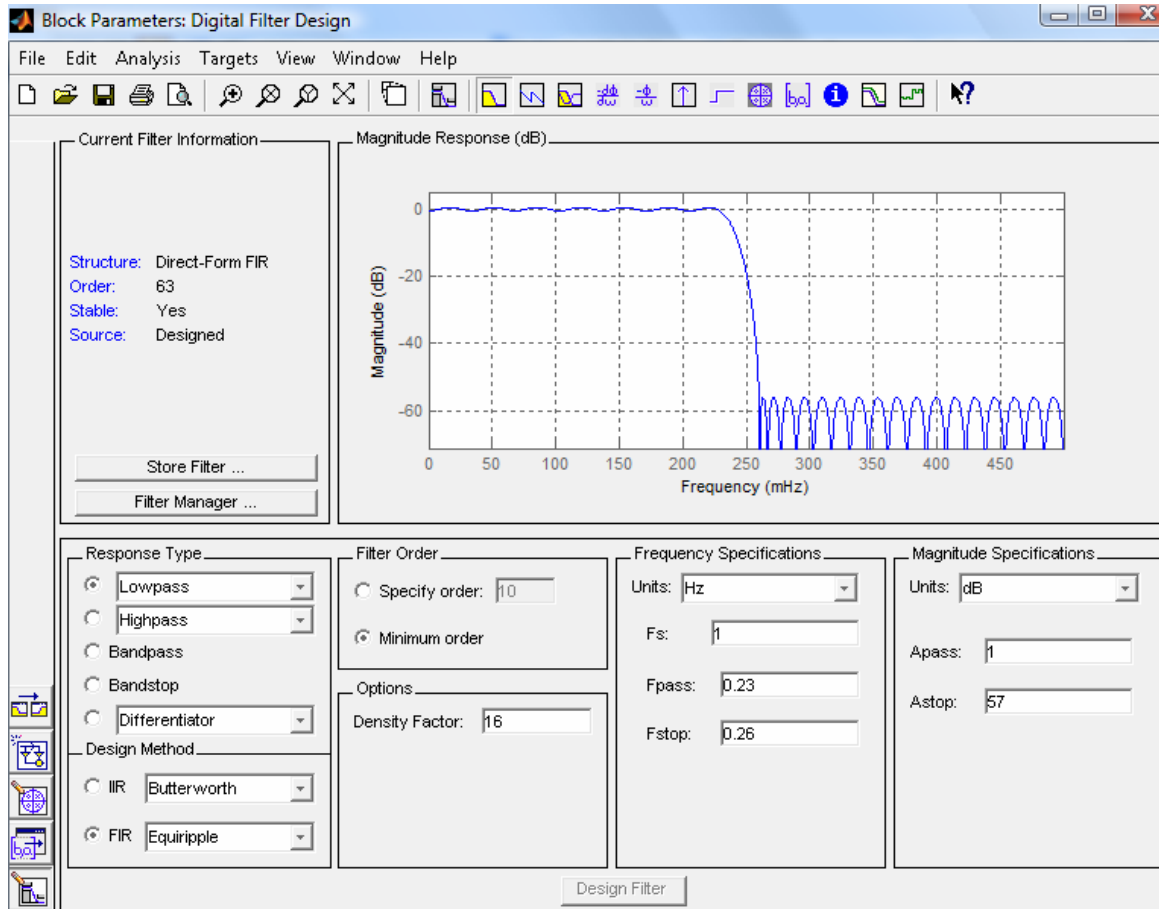 Block Parameters: Digital Filter Design
File Edit Analysis Targets View Window Help
Current Filter Information
Structure: Direct-Form FIR
Order: 63
Stable: Yes
Source: Designed
Store Filter ...
Filter Manager ...
Magnitude Response (dB)
Magnitude (dB)
0
-20
-40
-60
0 50 100 150 200 250 300 350 400 450
Frequency (mHz)
Response Type
Lowpass
Highpass
Bandpass
Bandstop
Differentiator
Design Method
IIR Butterworth
FIR Equiripple
Filter Order
Specify order: 10
Minimum order
Options
Density Factor: 16
Frequency Specifications
Units: Hz
Fs: 1
Fpass: 0.23
Fstop: 0.26
Magnitude Specifications
Units: dB
Apass: 1
Astop: 57
Design Filter